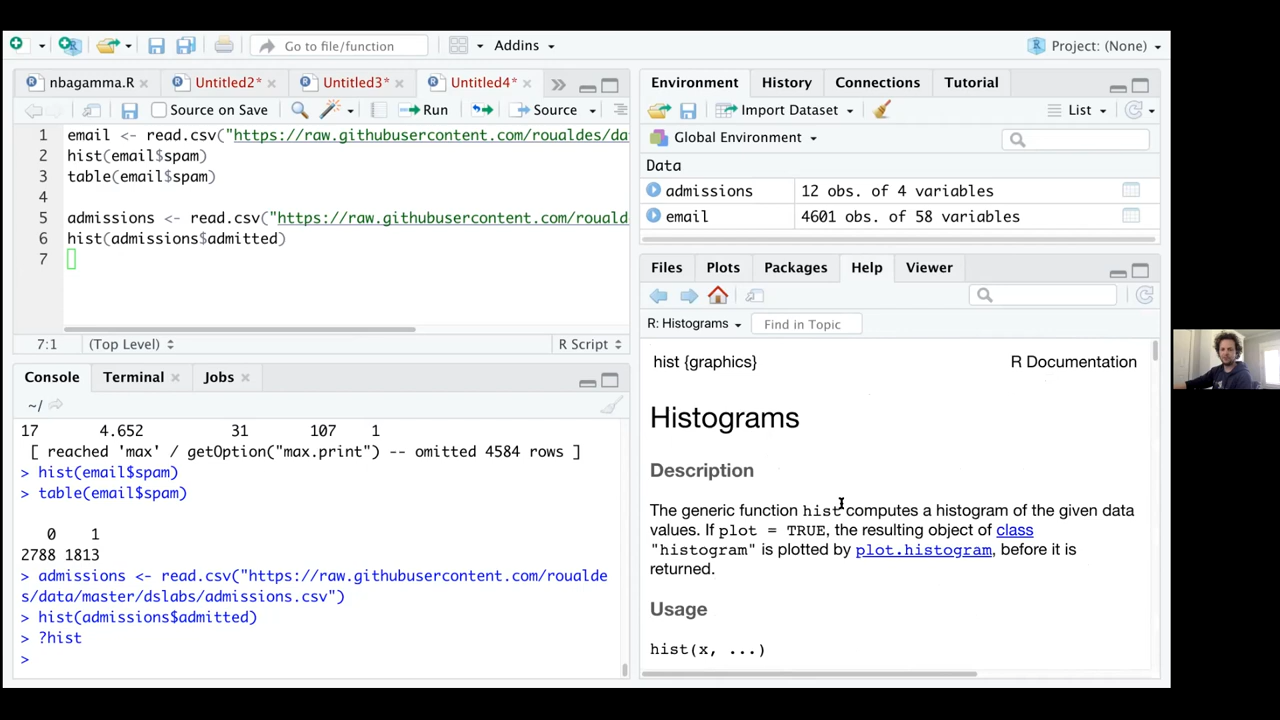 Go to file/function
Addins
Project: (None)
nbagamma.R
Untitled2*
Untitled3*
Untitled4*
Source on Save
Run
Source
1 email <- read.csv("https://raw.githubusercontent.com/roualdes/da
2 hist(email$spam)
3 table(email$spam)
4
5 admissions <- read.csv("https://raw.githubusercontent.com/rouald
6 hist(admissions$admitted)
7
7:1 (Top Level) R Script
Console Terminal Jobs
~/
17 4.652 31 107 1
[ reached 'max' / getOption("max.print") -- omitted 4584 rows ]
> hist(email$spam)
> table(email$spam)
0 1
2788 1813
> admissions <- read.csv("https://raw.githubusercontent.com/roualde
s/data/master/dslabs/admissions.csv")
> hist(admissions$admitted)
> ?hist
>
Environment History Connections Tutorial
Import Dataset List
Global Environment
Data
admissions 12 obs. of 4 variables
email 4601 obs. of 58 variables
Files Plots Packages Help Viewer
R: Histograms Find in Topic
hist {graphics} R Documentation
Histograms
Description
The generic function hist computes a histogram of the given data
values. If plot = TRUE, the resulting object of class
"histogram" is plotted by plot.histogram, before it is
returned.
Usage
hist(x, ...)